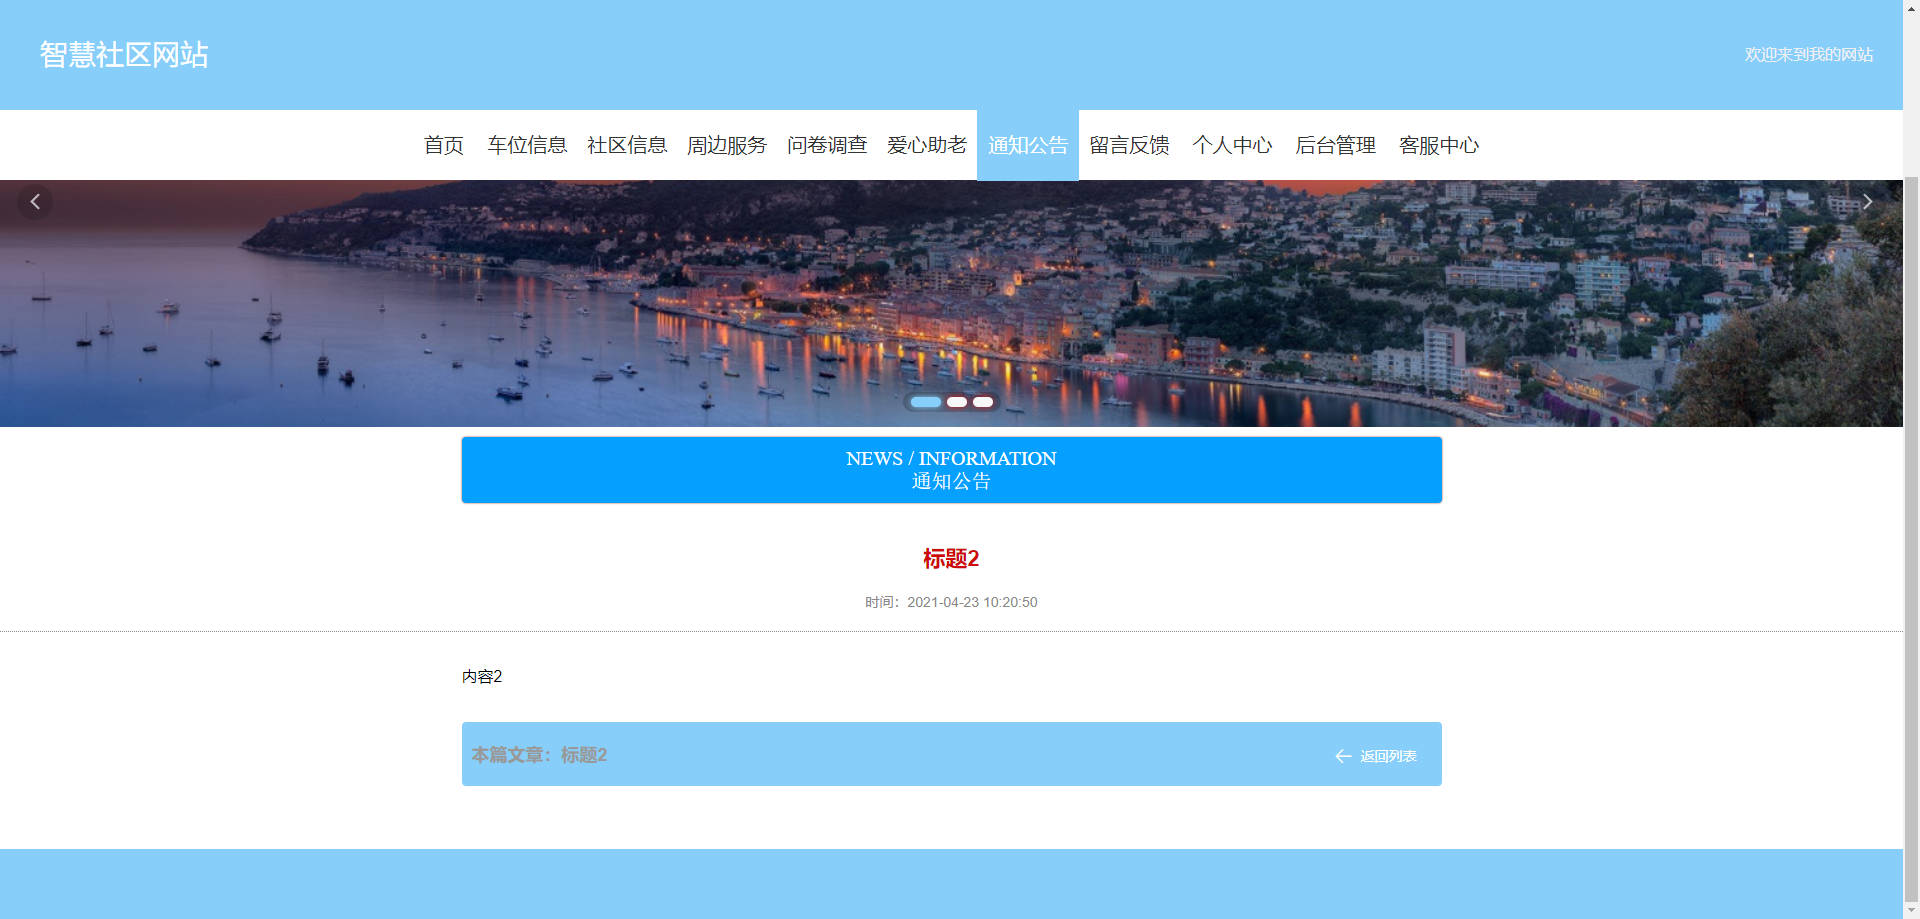 智慧社区网站
欢迎来到我的网站
首页 车位信息 社区信息 周边服务 问卷调查 爱心助老 通知公告 留言反馈 个人中心 后台管理 客服中心
NEWS / INFORMATION
通知公告
标题2
时间：2021-04-23 10:20:50
内容2
本篇文章：标题2
返回列表